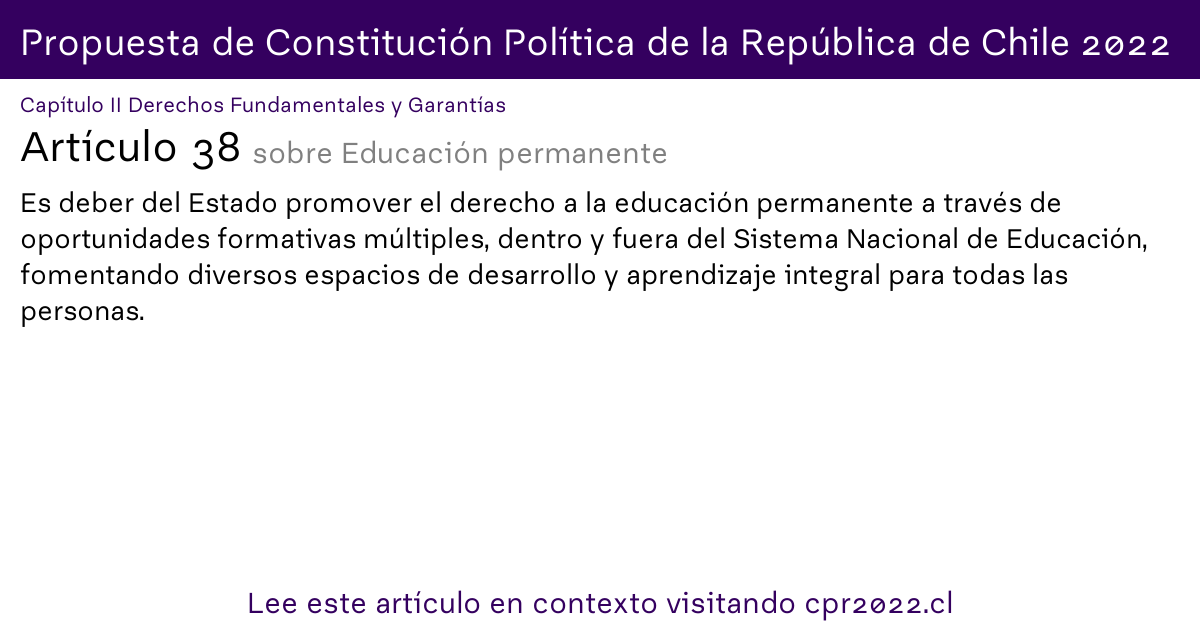 Propuesta de Constitución Política de la República de Chile 2022
Capítulo II Derechos Fundamentales y Garantías
Artículo 38 sobre Educación permanente
Es deber del Estado promover el derecho a la educación permanente a través de
oportunidades formativas múltiples, dentro y fuera del Sistema Nacional de Educación,
fomentando diversos espacios de desarrollo y aprendizaje integral para todas las
personas.
Lee este artículo en contexto visitando cpr2022.cl